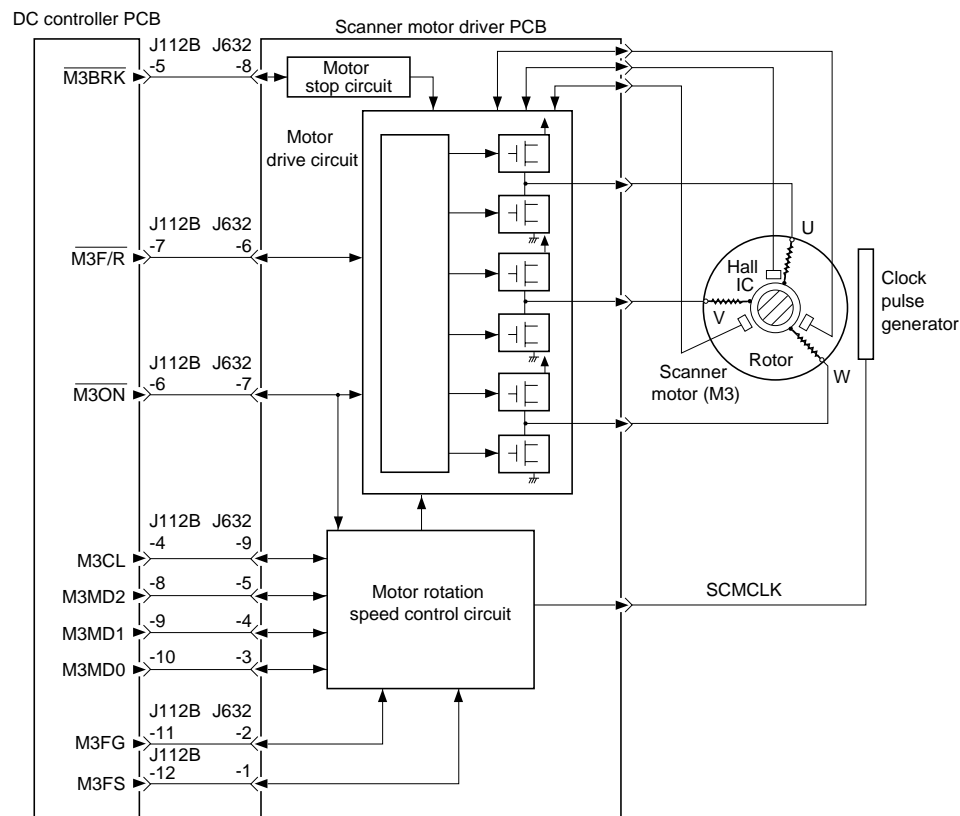 DC controller PCB
Scanner motor driver PCB
J112B J632
M3BRK
-5 -8
Motor
stop circuit
Motor
drive circuit
J112B J632
M3F/R
-7 -6
J112B J632
M3ON
-6 -7
U
Hall
IC
V
Rotor
W
Scanner
motor (M3)
Clock
pulse
generator
J112B J632
M3CL
-4 -9
M3MD2
-8 -5
M3MD1
-9 -4
M3MD0
-10 -3
Motor rotation
speed control circuit
SCMCLK
J112B J632
M3FG
-11 -2
J112B
M3FS
-12 -1